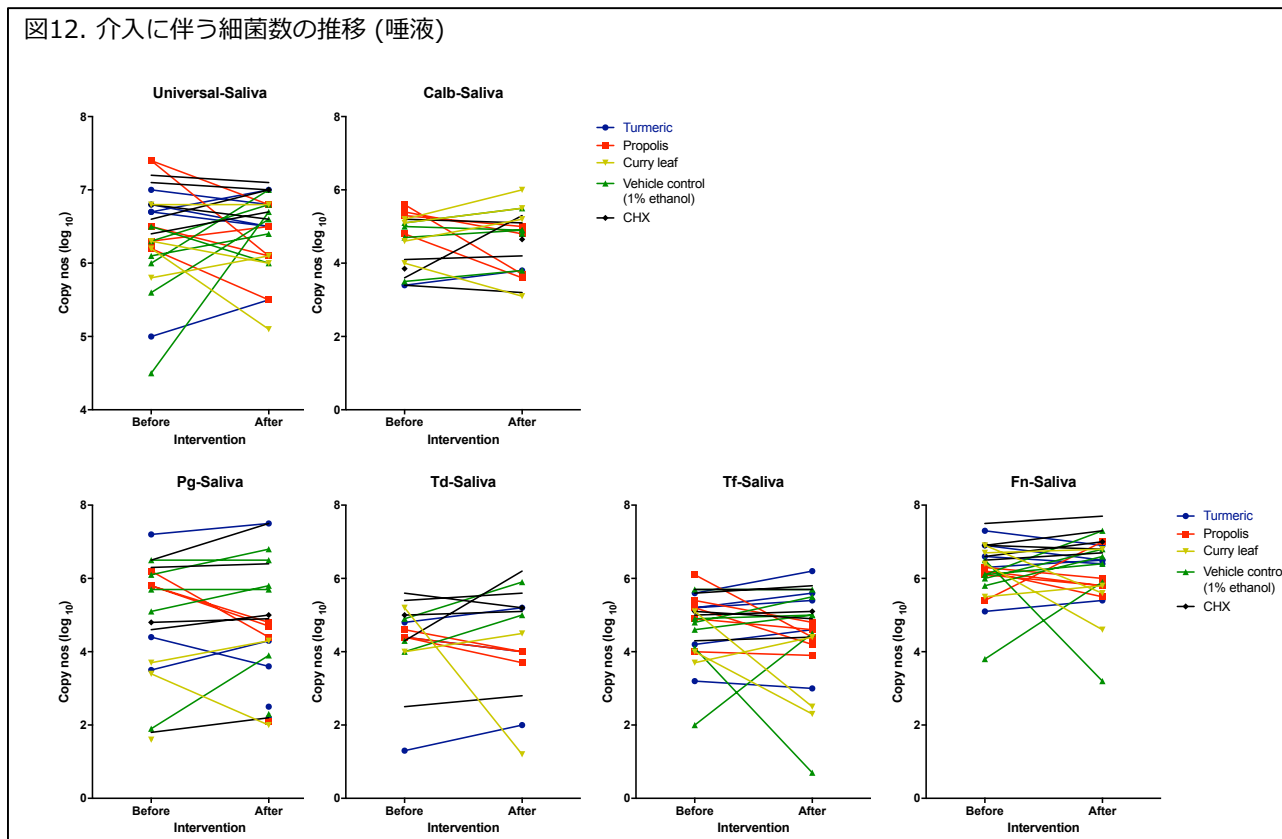 図12. 介入に伴う細菌数の推移 (唾液)
Universal-Saliva
8
7
6
5
4
Copy nos (log 10)
Before
After
Intervention
Calb-Saliva
8
6
4
2
0
Copy nos (log 10)
Before
After
Intervention
Turmeric
Propolis
Curry leaf
Vehicle control
(1% ethanol)
CHX
Pg-Saliva
8
6
4
2
0
Copy nos (log 10)
Before
After
Intervention
Td-Saliva
8
6
4
2
0
Copy nos (log 10)
Before
After
Intervention
Tf-Saliva
8
6
4
2
0
Copy nos (log 10)
Before
After
Intervention
Fn-Saliva
8
6
4
2
0
Copy nos (log 10)
Before
After
Intervention
Turmeric
Propolis
Curry leaf
Vehicle control
(1% ethanol)
CHX